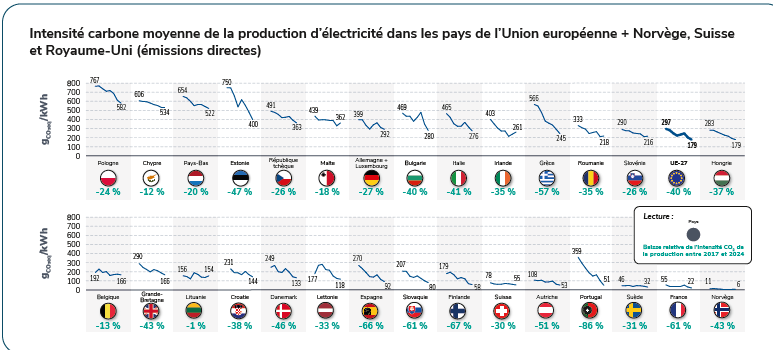 Intensité carbone moyenne de la production d'électricité dans les pays de l'Union européenne + Norvège, Suisse
et Royaume-Uni (émissions directes)
gCO₂eq/kWh
800
700
600
500
400
300
200
100
0
767 582
606 534
654 522
750 400
491 363
439 362
399 292
469 280
465 276
403 261
566 245
333 218
290 216
297 179
283 179
Pologne
Chypre
Pays-Bas
Estonie
République
tchèque
Malte
Allemagne +
Luxembourg
Bulgarie
Italie
Irlande
Grèce
Roumanie
Slovénie
UE-27
Hongrie
-24 % -12 % -20 % -47 % -26 % -18 % -27 % -40 % -41 % -35 % -57 % -35 % -26 % -40 % -37 %
gCO₂eq/kWh
800
700
600
500
400
300
200
100
0
192 166
290 166
156 154
231 144
249 133
177 118
270 92
207 80
179 58
78 55
108 53
359 51
46 32
55 22
11 6
Lecture :
Pays
Baisse relative de l'intensité CO₂ de
la production entre 2017 et 2024
Belgique
Grande-
Bretagne
Lituanie
Croatie
Danemark
Lettonie
Espagne
Slovaquie
Finlande
Suisse
Autriche
Portugal
Suède
France
Norvège
-13 % -43 % -1 % -38 % -46 % -33 % -66 % -61 % -67 % -30 % -51 % -86 % -31 % -61 % -43 %